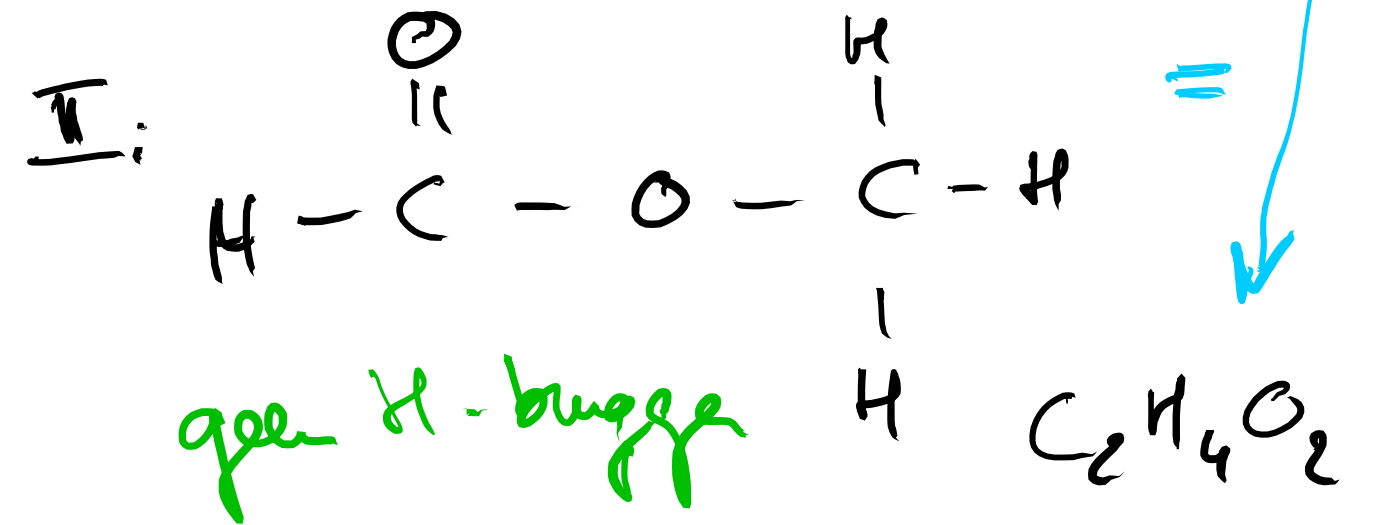 O H
II: || | =
H - C - O - C - H
|
geen H-brugge H C₂H₄O₂